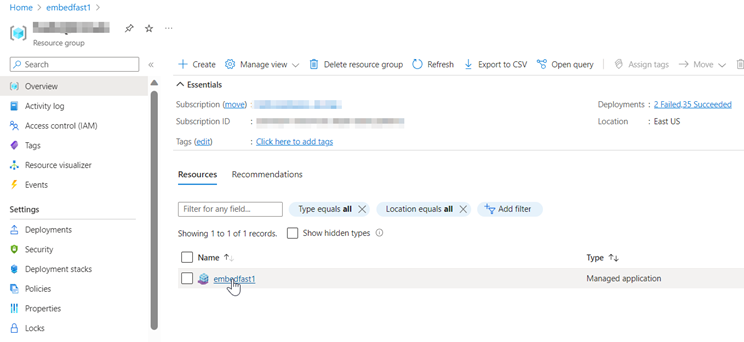 Home > embedfast1 >
Resource group
Search
Overview
Activity log
Access control (IAM)
Tags
Resource visualizer
Events
Settings
Deployments
Security
Deployment stacks
Policies
Properties
Locks
Create Manage view Delete resource group Refresh Export to CSV Open query Assign tags Move
Essentials
Subscription (move) :
Subscription ID :
Tags (edit) : Click here to add tags
Deployments : 2 Failed,35 Succeeded
Location : East US
Resources Recommendations
Filter for any field... Type equals all Location equals all Add filter
Showing 1 to 1 of 1 records. Show hidden types
Name Type
embedfast1 Managed application